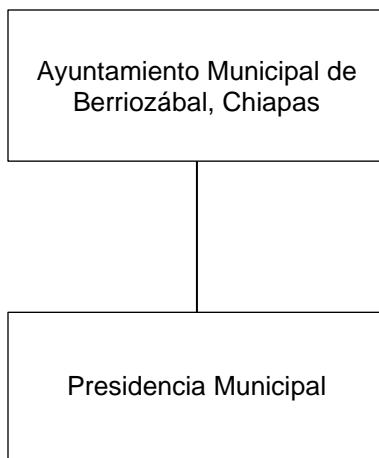 Ayuntamiento Municipal de
Berriozábal, Chiapas
Presidencia Municipal